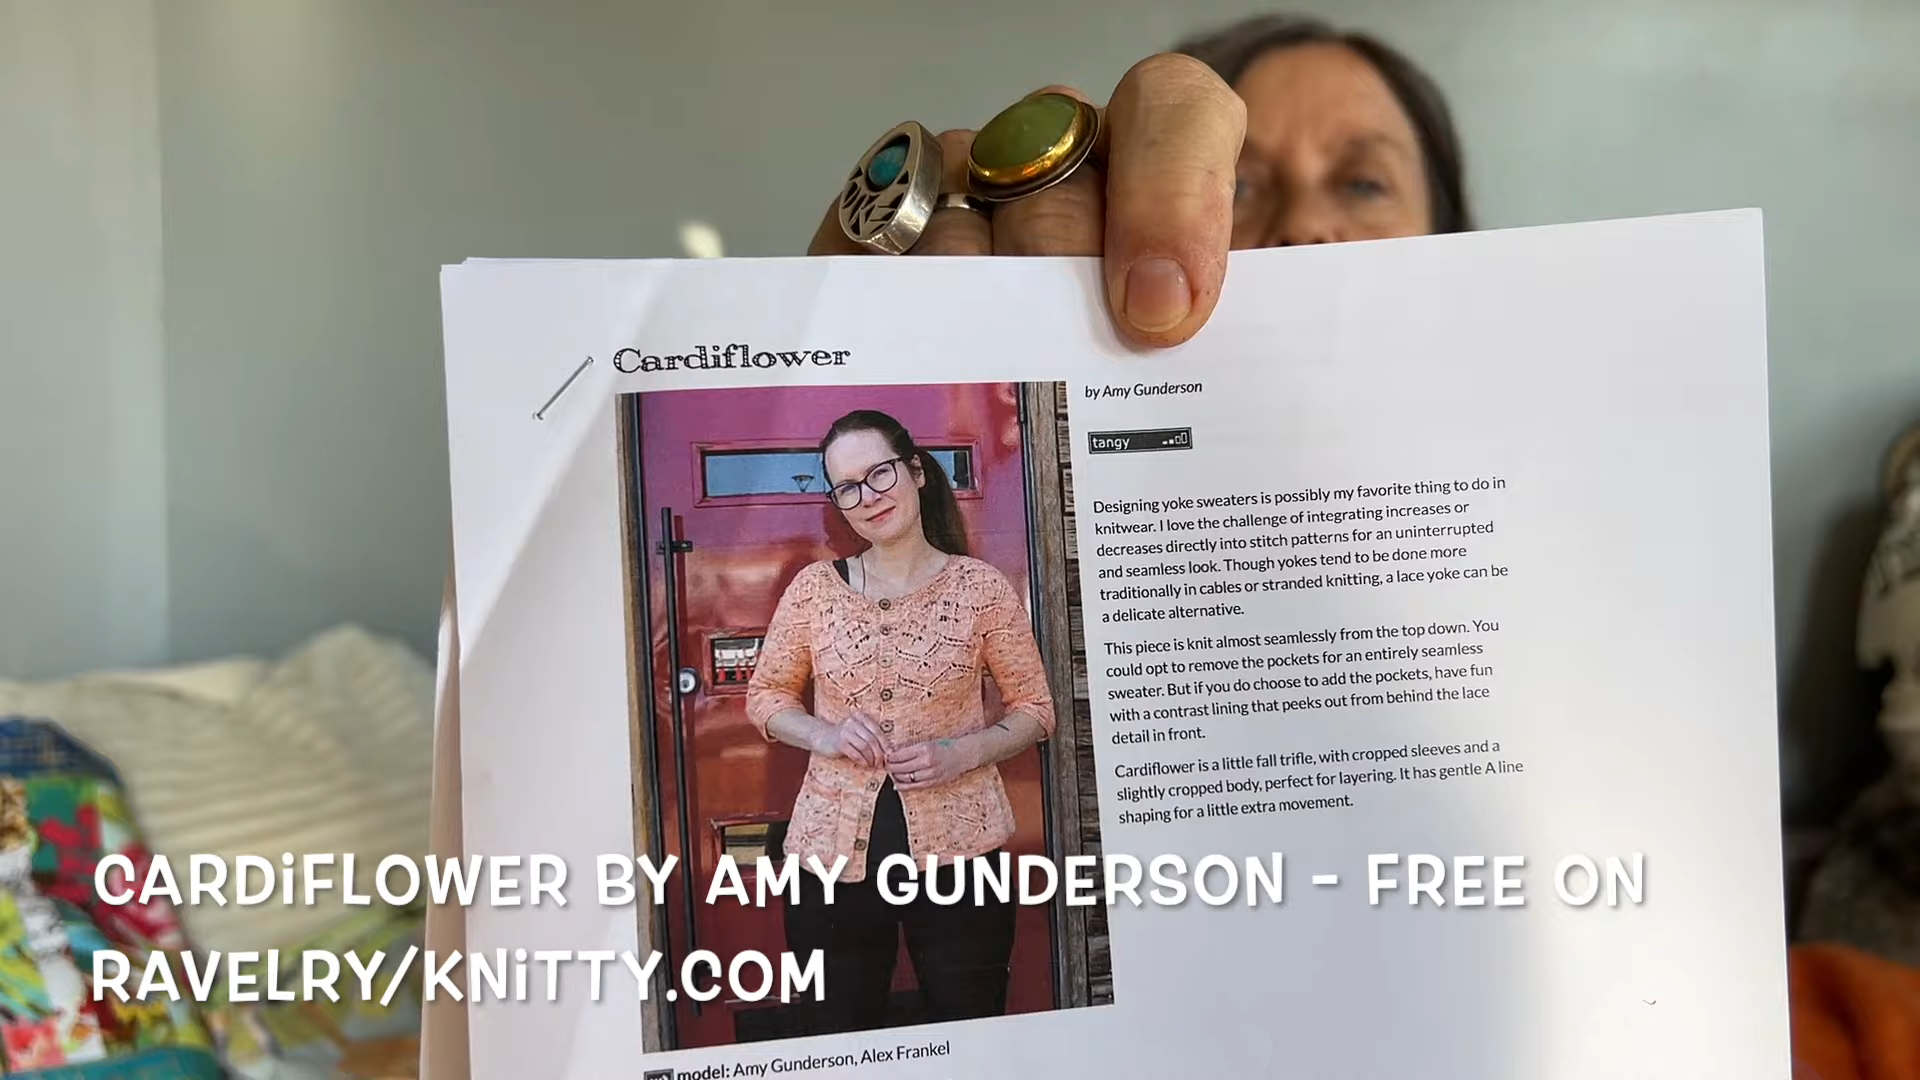 Cardiflower
by Amy Gunderson
tangy
Designing yoke sweaters is possibly my favorite thing to do in
knitwear. I love the challenge of integrating increases or
decreases directly into stitch patterns for an uninterrupted
and seamless look. Though yokes tend to be done more
traditionally in cables or stranded knitting, a lace yoke can be
a delicate alternative.
This piece is knit almost seamlessly from the top down. You
could opt to remove the pockets for an entirely seamless
sweater. But if you do choose to add the pockets, have fun
with a contrast lining that peeks out from behind the lace
detail in front.
Cardiflower is a little fall trifle, with cropped sleeves and a
slightly cropped body, perfect for layering. It has gentle A line
shaping for a little extra movement.
CARDiFLOWER BY AMY GUNDERSON - FREE ON
RAVELRY/KNiTTY.COM
model: Amy Gunderson, Alex Frankel